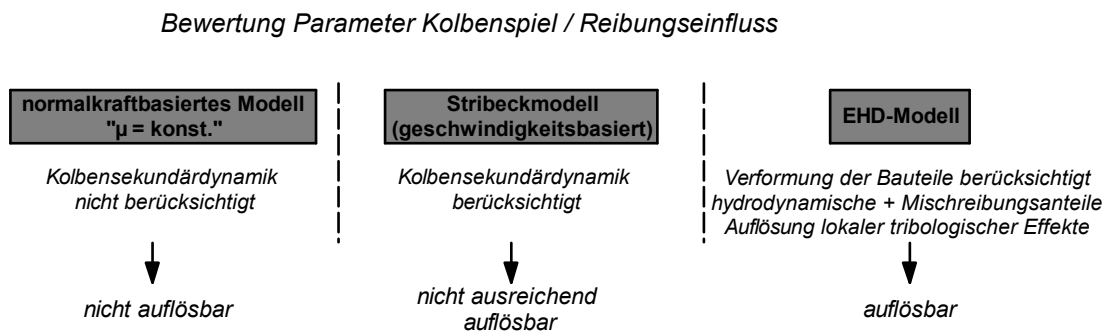 Bewertung Parameter Kolbenspiel / Reibungseinfluss
normalkraftbasiertes Modell
"µ = konst."
Kolbensekundärdynamik
nicht berücksichtigt
nicht auflösbar
Stribeckmodell
(geschwindigkeitsbasiert)
Kolbensekundärdynamik
berücksichtigt
nicht ausreichend
auflösbar
EHD-Modell
Verformung der Bauteile berücksichtigt
hydrodynamische + Mischreibungsanteile
Auflösung lokaler tribologischer Effekte
auflösbar